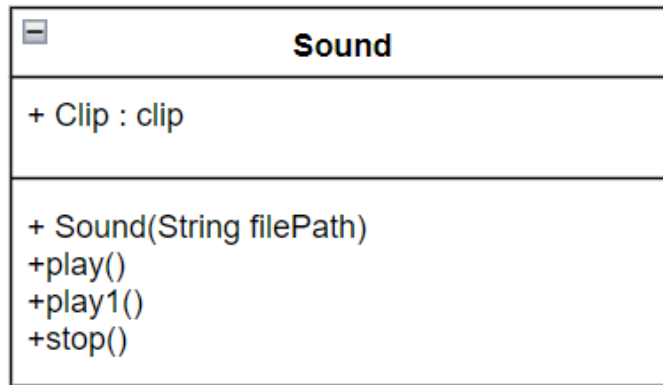 Sound
+ Clip : clip
+ Sound(String filePath)
+play()
+play1()
+stop()